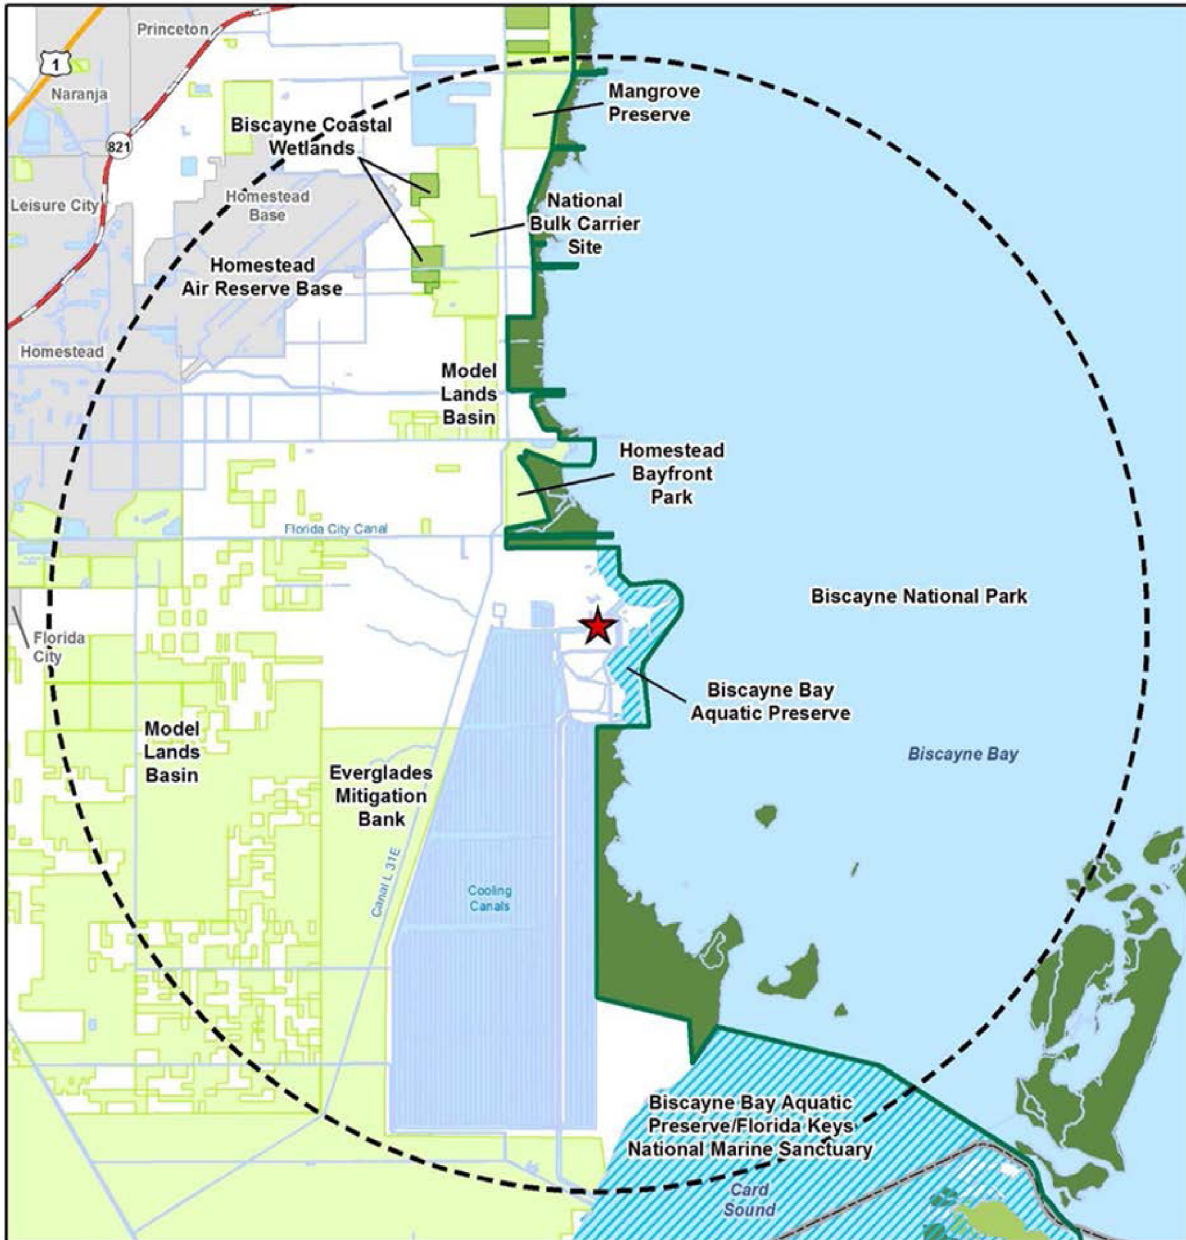 Princeton
1
Naranja
Mangrove
Preserve
Biscayne Coastal
Wetlands
821
Leisure City
Homestead
Base
National
Bulk Carrier
Site
Homestead
Air Reserve Base
Homestead
Model
Lands
Basin
Homestead
Bayfront
Park
Florida City Canal
Biscayne National Park
Florida
City
Biscayne Bay
Aquatic Preserve
Model
Lands
Basin
Biscayne Bay
Everglades
Mitigation
Bank
Canal L 31E
Cooling
Canals
Biscayne Bay Aquatic
Preserve/Florida Keys
National Marine Sanctuary
Card
Sound